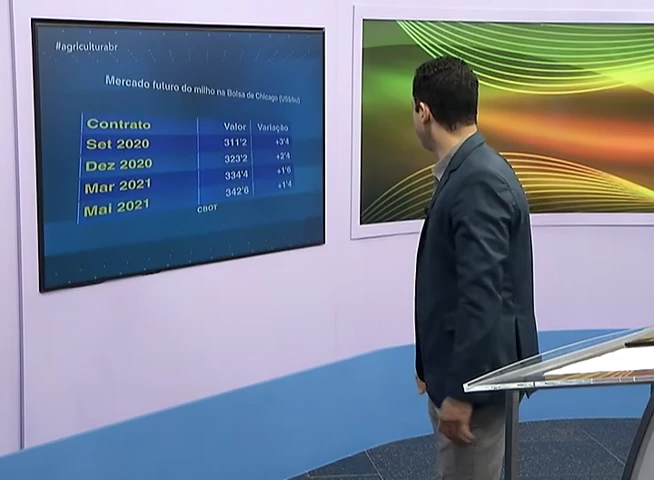 #agriculturabr
Mercado futuro do milho na Bolsa de Chicago (US$/bu)
Contrato Valor Variação
Set 2020 311'2 +3'4
Dez 2020 323'2 +2'4
Mar 2021 334'4 +1'6
Mai 2021 342'6 +1'4
CBOT